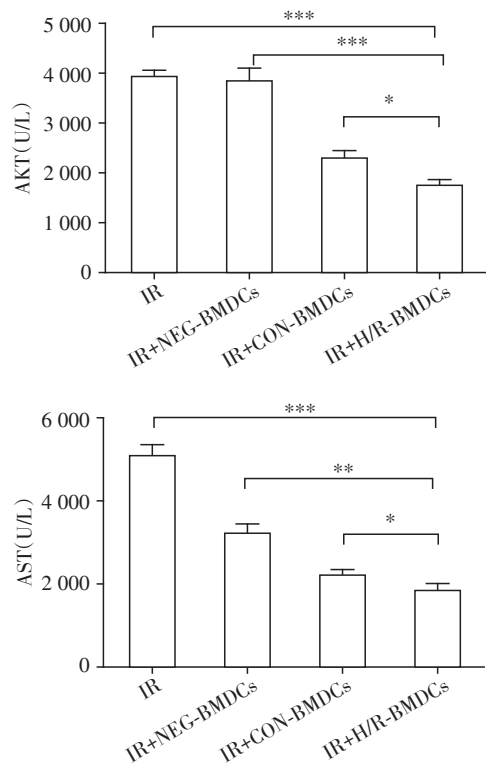 5 000
4 000
3 000
2 000
1 000
0
AKT(U/L)
***
***
*
IR
IR+NEG-BMDCs
IR+CON-BMDCs
IR+H/R-BMDCs
6 000
4 000
2 000
0
AST(U/L)
***
**
*
IR
IR+NEG-BMDCs
IR+CON-BMDCs
IR+H/R-BMDCs